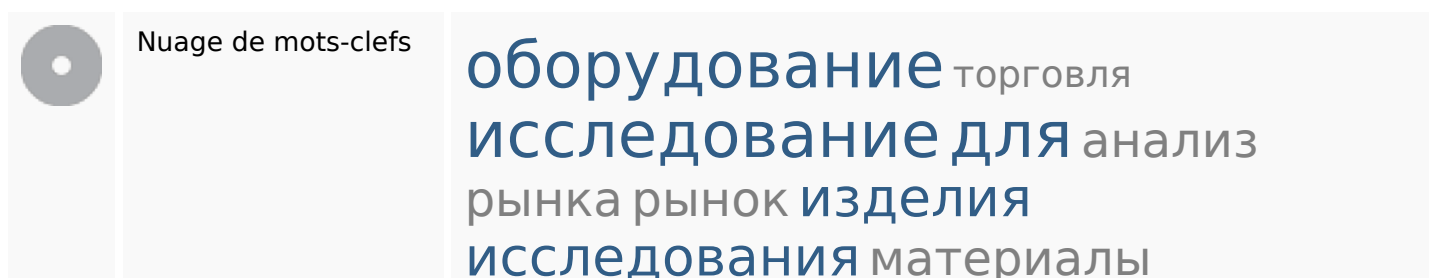 Nuage de mots-clefs
оборудование торговля
исследование для анализ
рынка рынок изделия
исследования материалы